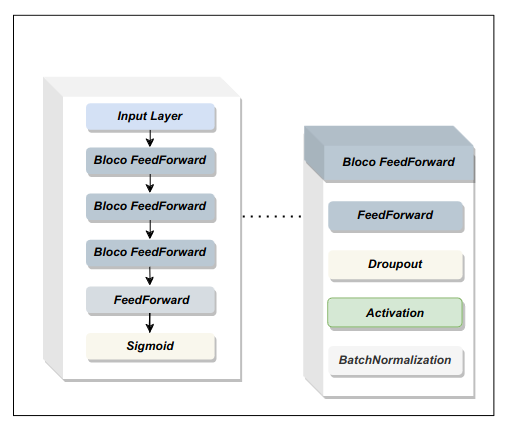 Input Layer
Bloco FeedForward
Bloco FeedForward
Bloco FeedForward
FeedForward
Sigmoid
Bloco FeedForward
FeedForward
Droupout
Activation
BatchNormalization